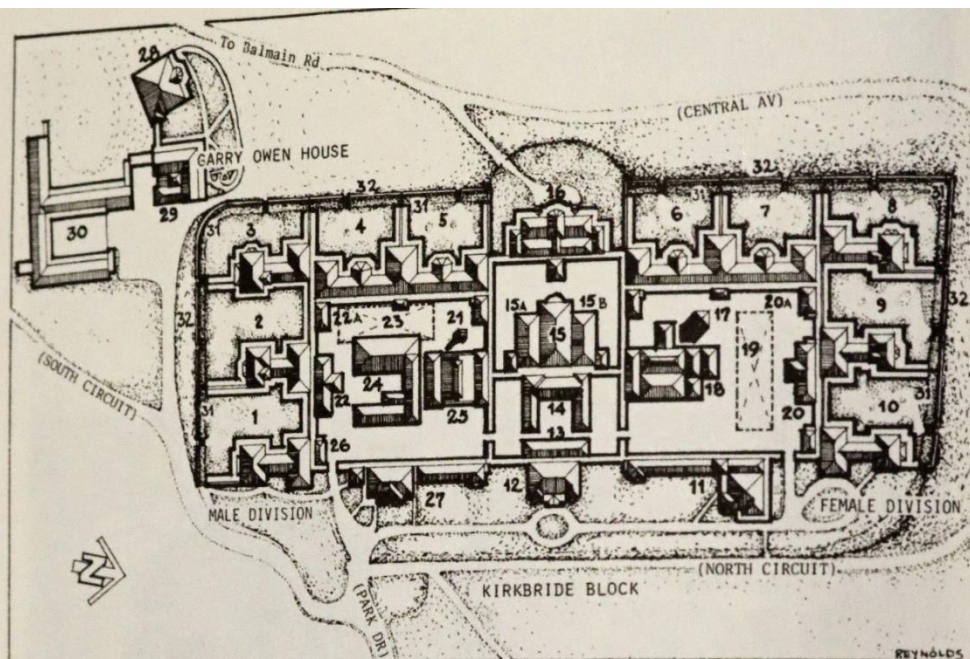 28
To Balmain Rd
(CENTRAL AV)
GARRY OWEN HOUSE
29
30
32
32
31
3
4
31
5
16
6
31
7
8
31
2
22A
23
21
15A
15
15B
17
20A
9
32
32
19
(SOUTH CIRCUIT)
24
22
25
14
18
20
10
31
31
1
26
13
27
12
11
MALE DIVISION
FEMALE DIVISION
N
(NORTH CIRCUIT)
KIRKBRIDE BLOCK
(PARK DR)
REYNOLDS